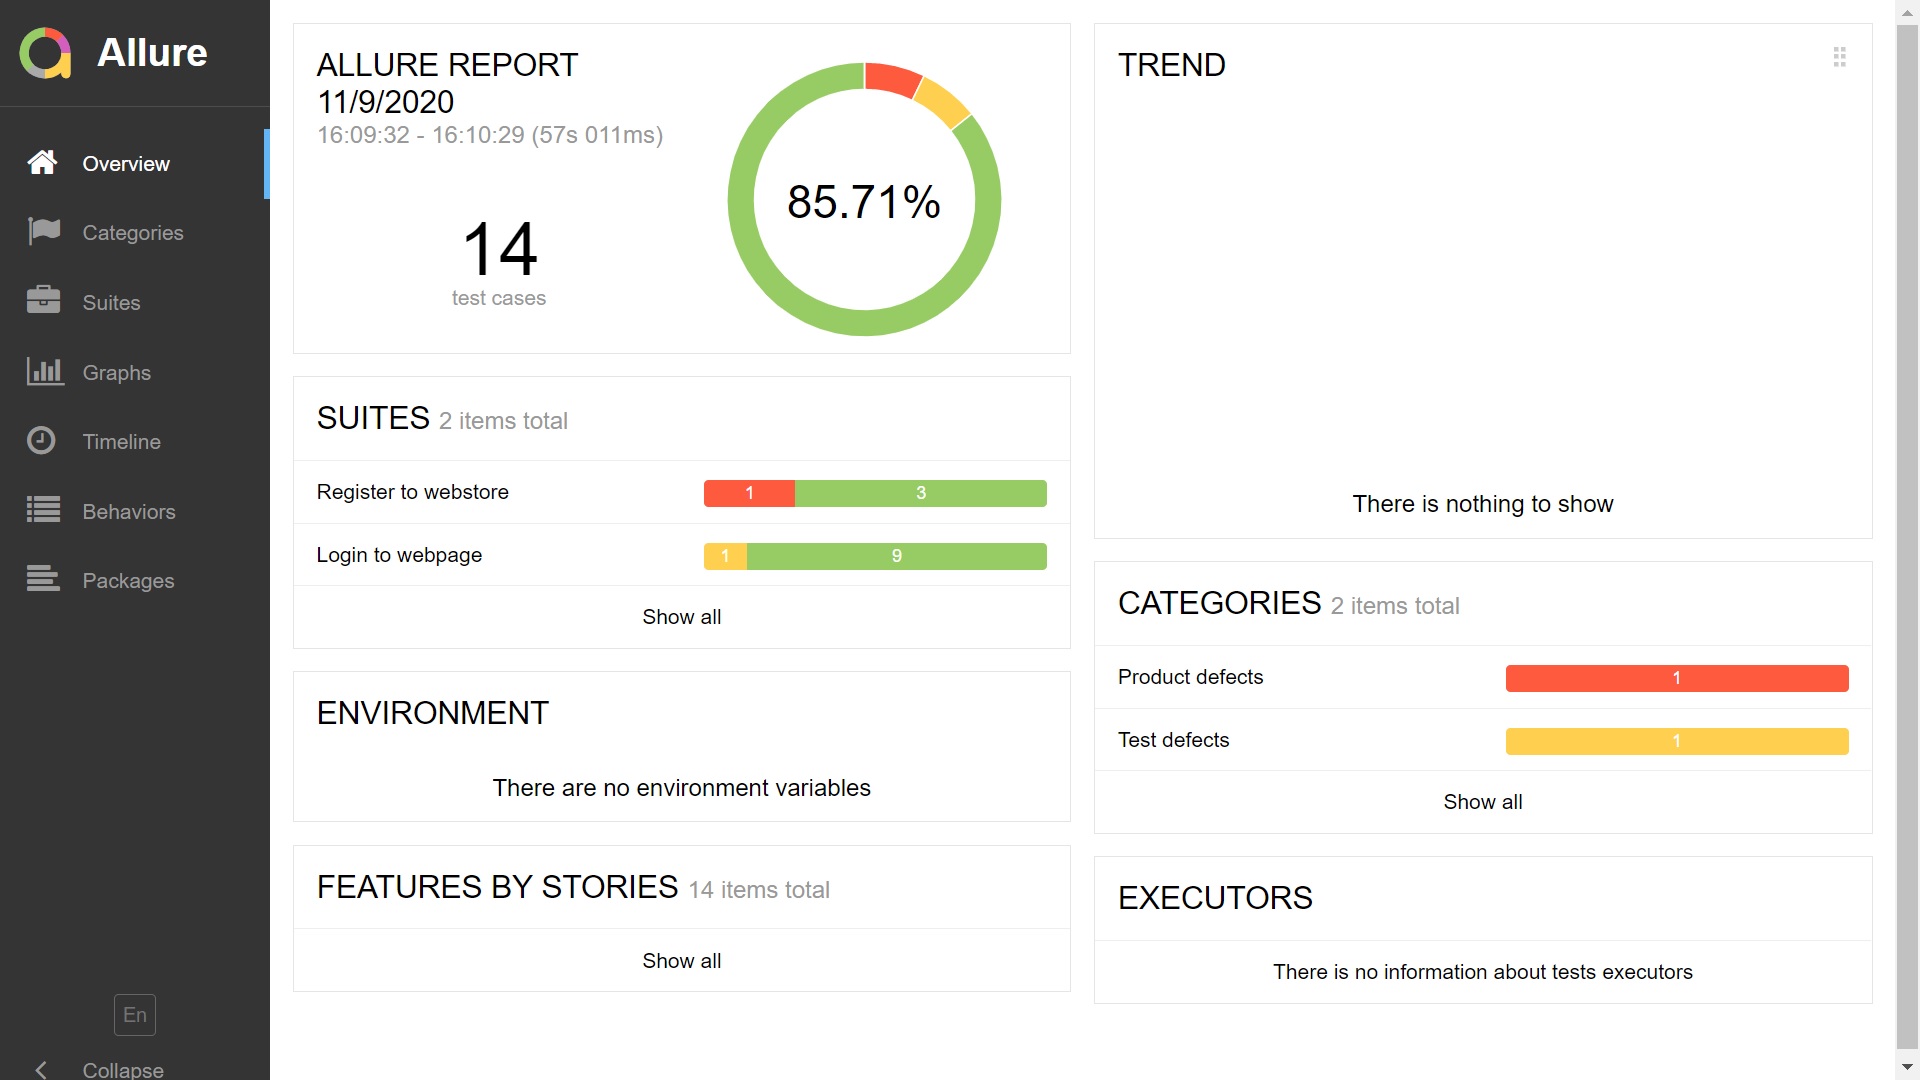 Allure
Overview
Categories
Suites
Graphs
Timeline
Behaviors
Packages
En
Collapse
ALLURE REPORT
11/9/2020
16:09:32 - 16:10:29 (57s 011ms)
14
test cases
85.71%
SUITES 2 items total
Register to webstore 1 3
Login to webpage 1 9
Show all
ENVIRONMENT
There are no environment variables
FEATURES BY STORIES 14 items total
Show all
TREND
There is nothing to show
CATEGORIES 2 items total
Product defects 1
Test defects 1
Show all
EXECUTORS
There is no information about tests executors